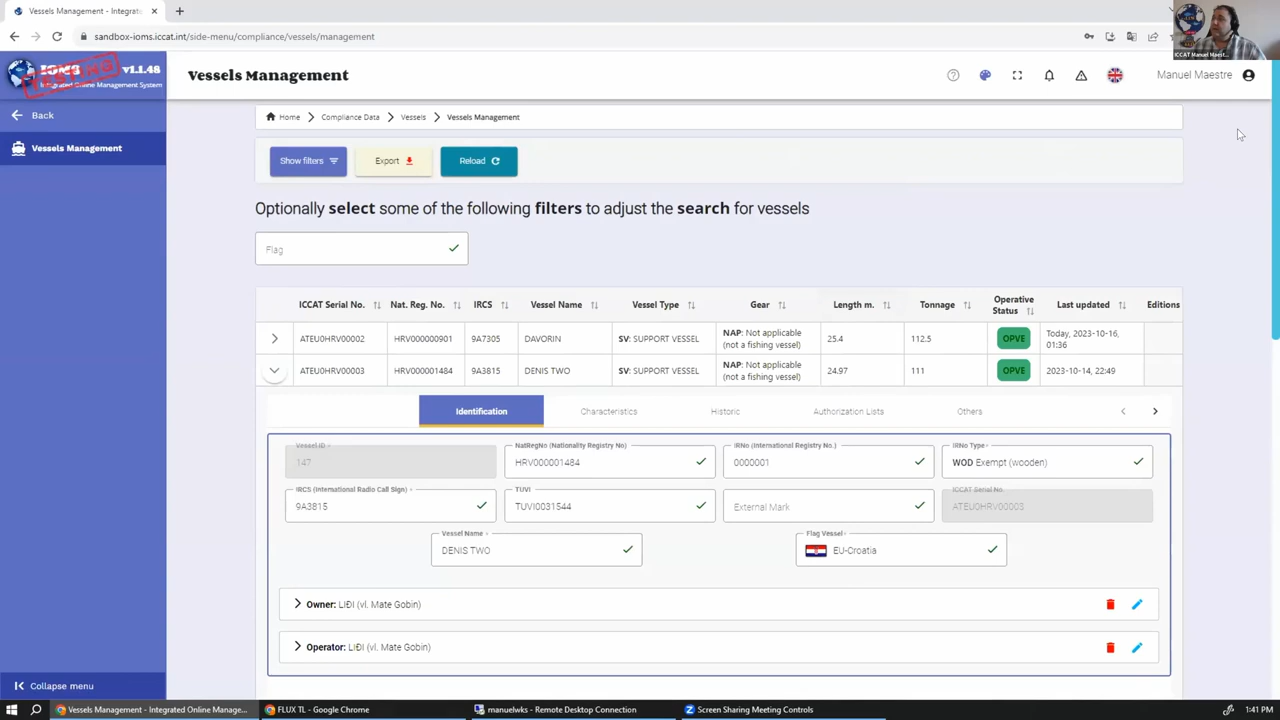 Vessels Management - Integrat
sandbox-ioms.iccat.int/side-menu/compliance/vessels/management
ICCAT Manuel Maest...
IOMS v1.1.48
TESTING
Integrated Online Management System
Vessels Management
Manuel Maestre
Back
Vessels Management
Home
Compliance Data
Vessels
Vessels Management
Show filters
Export
Reload
Optionally select some of the following filters to adjust the search for vessels
Flag
ICCAT Serial No. Nat. Reg. No. IRCS Vessel Name Vessel Type Gear Length m. Tonnage Operative Status Last updated Editions
ATEU0HRV00002 HRV000000901 9A7305 DAVORIN SV: SUPPORT VESSEL NAP: Not applicable (not a fishing vessel) 25.4 112.5 OPVE Today, 2023-10-16, 01:36
ATEU0HRV00003 HRV000001484 9A3815 DENIS TWO SV: SUPPORT VESSEL NAP: Not applicable (not a fishing vessel) 24.97 111 OPVE 2023-10-14, 22:49
Identification Characteristics Historic Authorization Lists Others
Vessel ID
147
NatRegNo (Nationality Registry No)
HRV000001484
IRNo (International Registry No.)
0000001
IRNo Type
WOD Exempt (wooden)
IRCS (International Radio Call Sign)
9A3815
TUVI
TUVI0031544
External Mark
ICCAT Serial No.
ATEU0HRV00003
Vessel Name
DENIS TWO
Flag Vessel
EU-Croatia
Owner: LIĐI (vl. Mate Gobin)
Operator: LIĐI (vl. Mate Gobin)
Collapse menu
Vessels Management - Integrated Online Manage...
FLUX TL - Google Chrome
manuelwks - Remote Desktop Connection
Screen Sharing Meeting Controls
1:41 PM